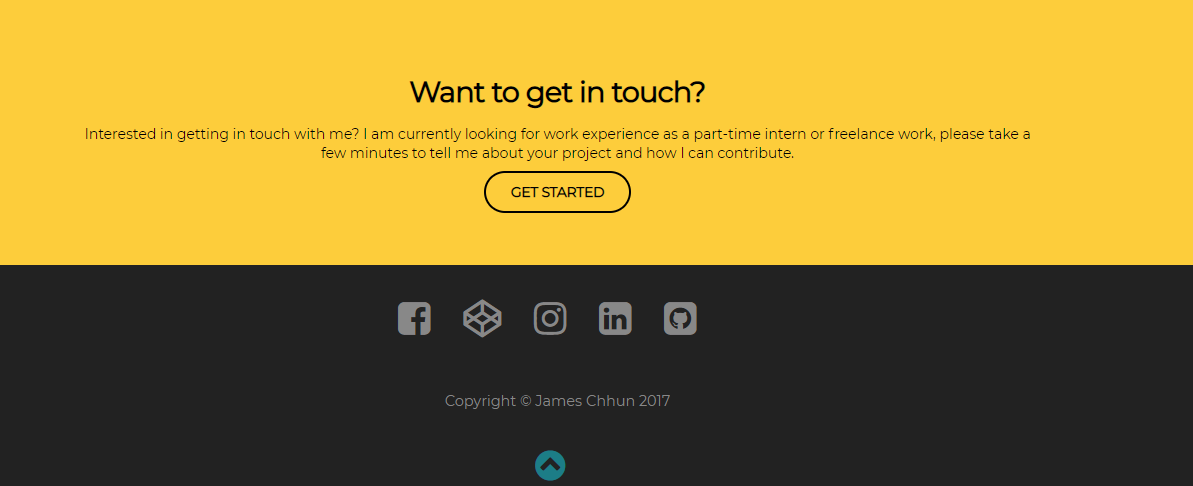 Want to get in touch?
Interested in getting in touch with me? I am currently looking for work experience as a part-time intern or freelance work, please take a
few minutes to tell me about your project and how I can contribute.
GET STARTED
Copyright © James Chhun 2017